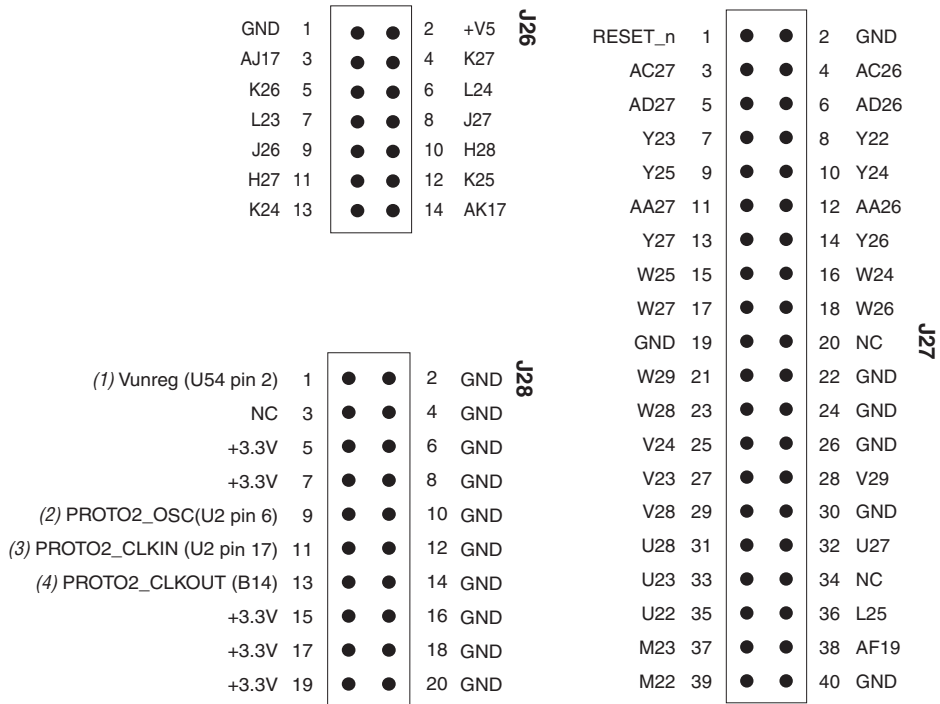 J26
GND 1 2 +V5
AJ17 3 4 K27
K26 5 6 L24
L23 7 8 J27
J26 9 10 H28
H27 11 12 K25
K24 13 14 AK17
J28
(1) Vunreg (U54 pin 2) 1 2 GND
NC 3 4 GND
+3.3V 5 6 GND
+3.3V 7 8 GND
(2) PROTO2_OSC(U2 pin 6) 9 10 GND
(3) PROTO2_CLKIN (U2 pin 17) 11 12 GND
(4) PROTO2_CLKOUT (B14) 13 14 GND
+3.3V 15 16 GND
+3.3V 17 18 GND
+3.3V 19 20 GND
J27
RESET_n 1 2 GND
AC27 3 4 AC26
AD27 5 6 AD26
Y23 7 8 Y22
Y25 9 10 Y24
AA27 11 12 AA26
Y27 13 14 Y26
W25 15 16 W24
W27 17 18 W26
GND 19 20 NC
W29 21 22 GND
W28 23 24 GND
V24 25 26 GND
V23 27 28 V29
V28 29 30 GND
U28 31 32 U27
U23 33 34 NC
U22 35 36 L25
M23 37 38 AF19
M22 39 40 GND